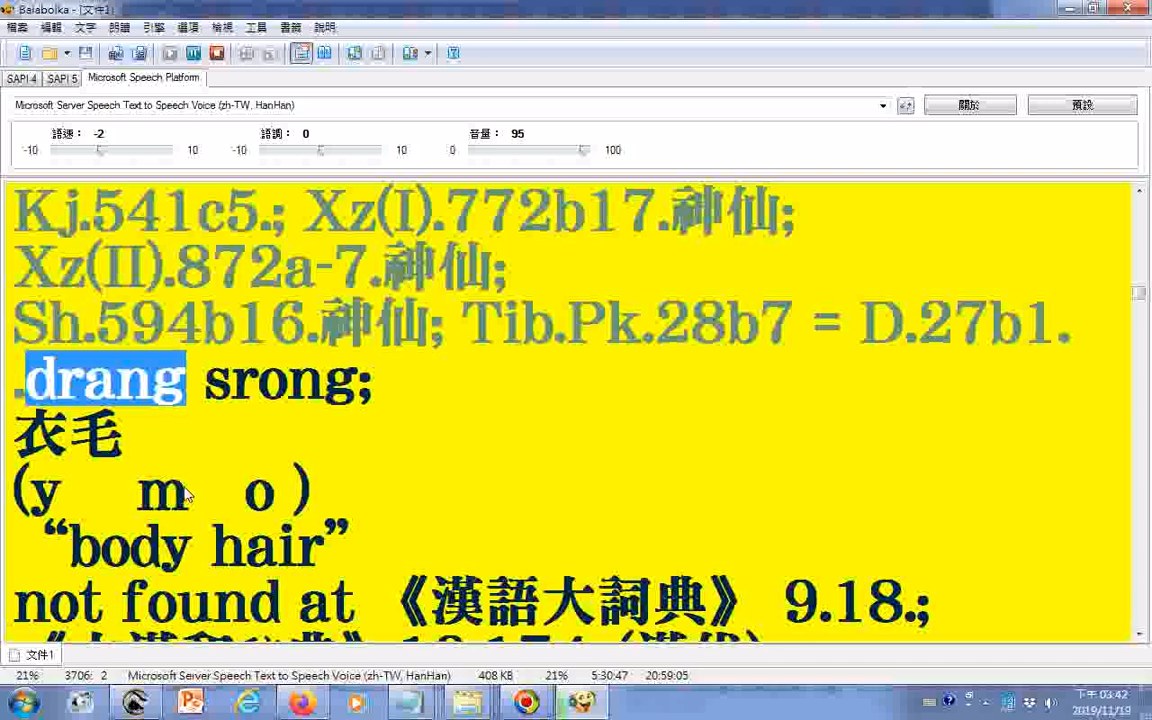 Balabolka - [文件1]
檔案 編輯 文字 朗讀 引擎 選項 檢視 工具 書籤 說明
SAPI 4 SAPI 5 Microsoft Speech Platform
Microsoft Server Speech Text to Speech Voice (zh-TW, HanHan) 關於 預設
語速： -2 語調： 0 音量： 95
-10 10 -10 10 0 100
Kj.541c5.; Xz(I).772b17.神仙;
Xz(II).872a-7.神仙;
Sh.594b16.神仙; Tib.Pk.28b7 = D.27b1.
.drang srong;
衣毛
(y m o )
“body hair”
not found at 《漢語大詞典》 9.18.;
文件1
21% 3706: 2 Microsoft Server Speech Text to Speech Voice (zh-TW, HanHan) 408 KB 21% 5:30:47 20:59:05
下午 03:42
2019/11/19